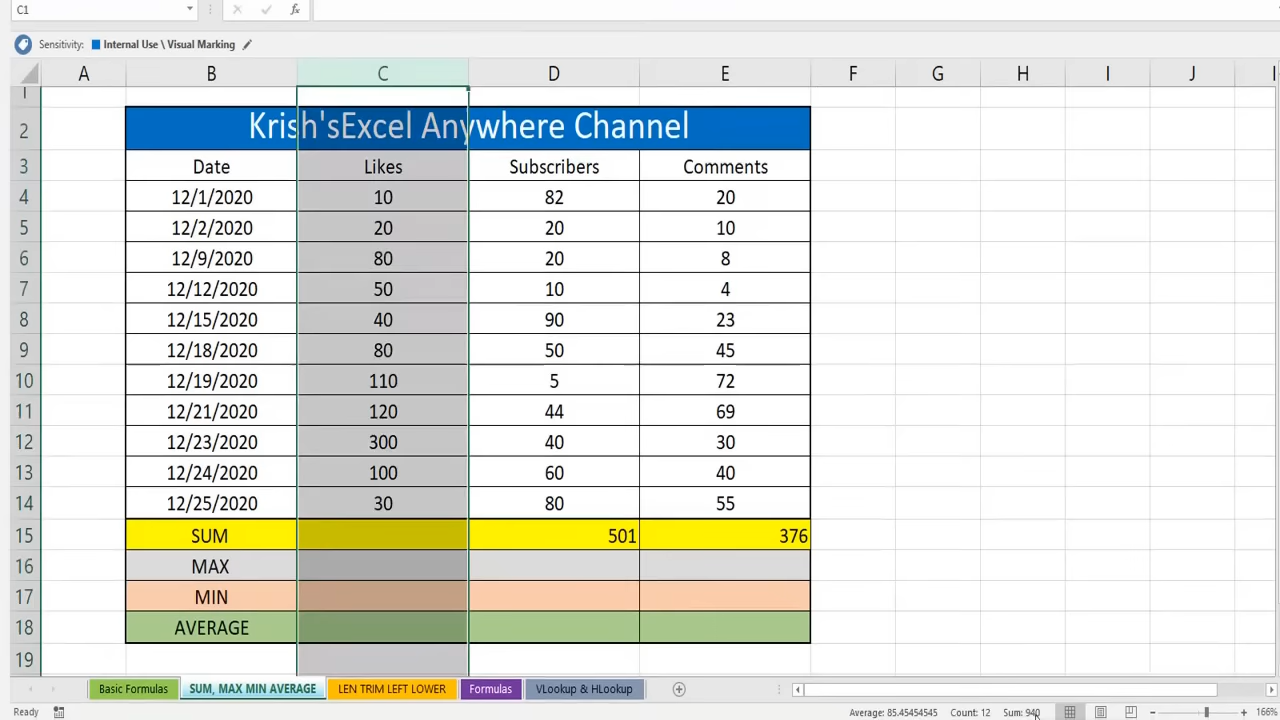 C1
fx
Sensitivity: Internal Use \ Visual Marking
A B C D E F G H I J I
1
2 Krish'sExcel Anywhere Channel
3 Date Likes Subscribers Comments
4 12/1/2020 10 82 20
5 12/2/2020 20 20 10
6 12/9/2020 80 20 8
7 12/12/2020 50 10 4
8 12/15/2020 40 90 23
9 12/18/2020 80 50 45
10 12/19/2020 110 5 72
11 12/21/2020 120 44 69
12 12/23/2020 300 40 30
13 12/24/2020 100 60 40
14 12/25/2020 30 80 55
15 SUM 501 376
16 MAX
17 MIN
18 AVERAGE
19
Basic Formulas SUM, MAX MIN AVERAGE LEN TRIM LEFT LOWER Formulas VLookup & HLookup
Ready Average: 85.45454545 Count: 12 Sum: 940 166%